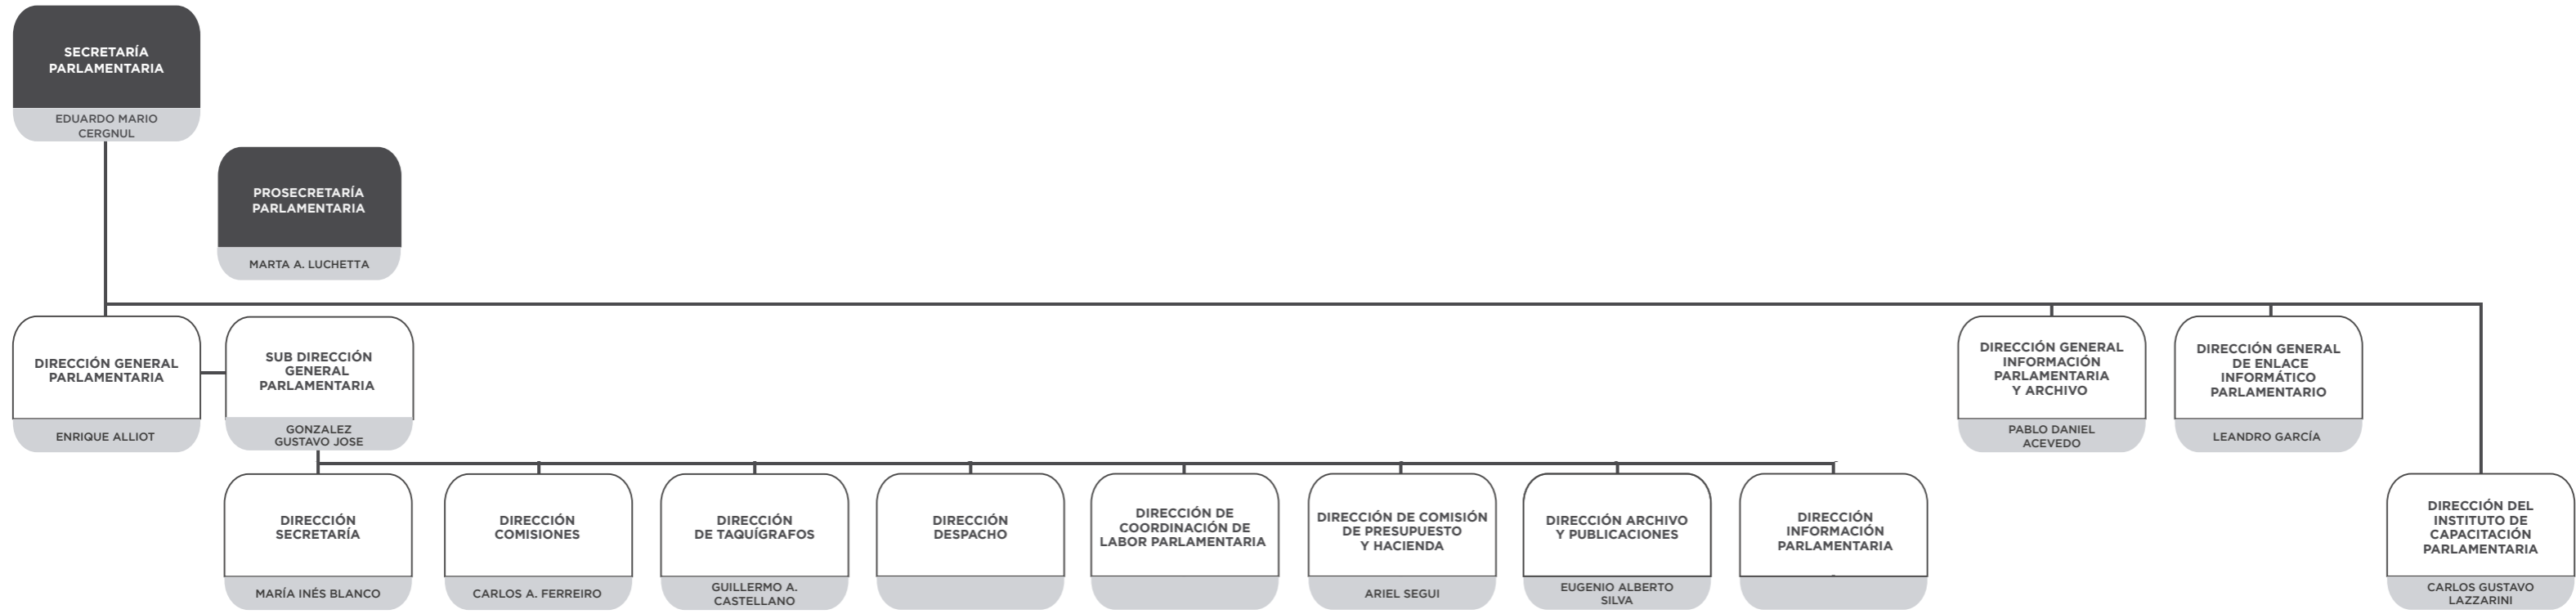 SECRETARÍA
PARLAMENTARIA
EDUARDO MARIO
CERGNUL
PROSECRETARÍA
PARLAMENTARIA
MARTA A. LUCHETTA
DIRECCIÓN GENERAL
PARLAMENTARIA
ENRIQUE ALLIOT
SUB DIRECCIÓN
GENERAL
PARLAMENTARIA
GONZALEZ
GUSTAVO JOSE
DIRECCIÓN GENERAL
INFORMACIÓN
PARLAMENTARIA
Y ARCHIVO
PABLO DANIEL
ACEVEDO
DIRECCIÓN GENERAL
DE ENLACE
INFORMÁTICO
PARLAMENTARIO
LEANDRO GARCÍA
DIRECCIÓN
SECRETARÍA
MARÍA INÉS BLANCO
DIRECCIÓN
COMISIONES
CARLOS A. FERREIRO
DIRECCIÓN
DE TAQUÍGRAFOS
GUILLERMO A.
CASTELLANO
DIRECCIÓN
DESPACHO
DIRECCIÓN DE
COORDINACIÓN DE
LABOR PARLAMENTARIA
DIRECCIÓN DE COMISIÓN
DE PRESUPUESTO
Y HACIENDA
ARIEL SEGUI
DIRECCIÓN ARCHIVO
Y PUBLICACIONES
EUGENIO ALBERTO
SILVA
DIRECCIÓN
INFORMACIÓN
PARLAMENTARIA
DIRECCIÓN DEL
INSTITUTO DE
CAPACITACIÓN
PARLAMENTARIA
CARLOS GUSTAVO
LAZZARINI